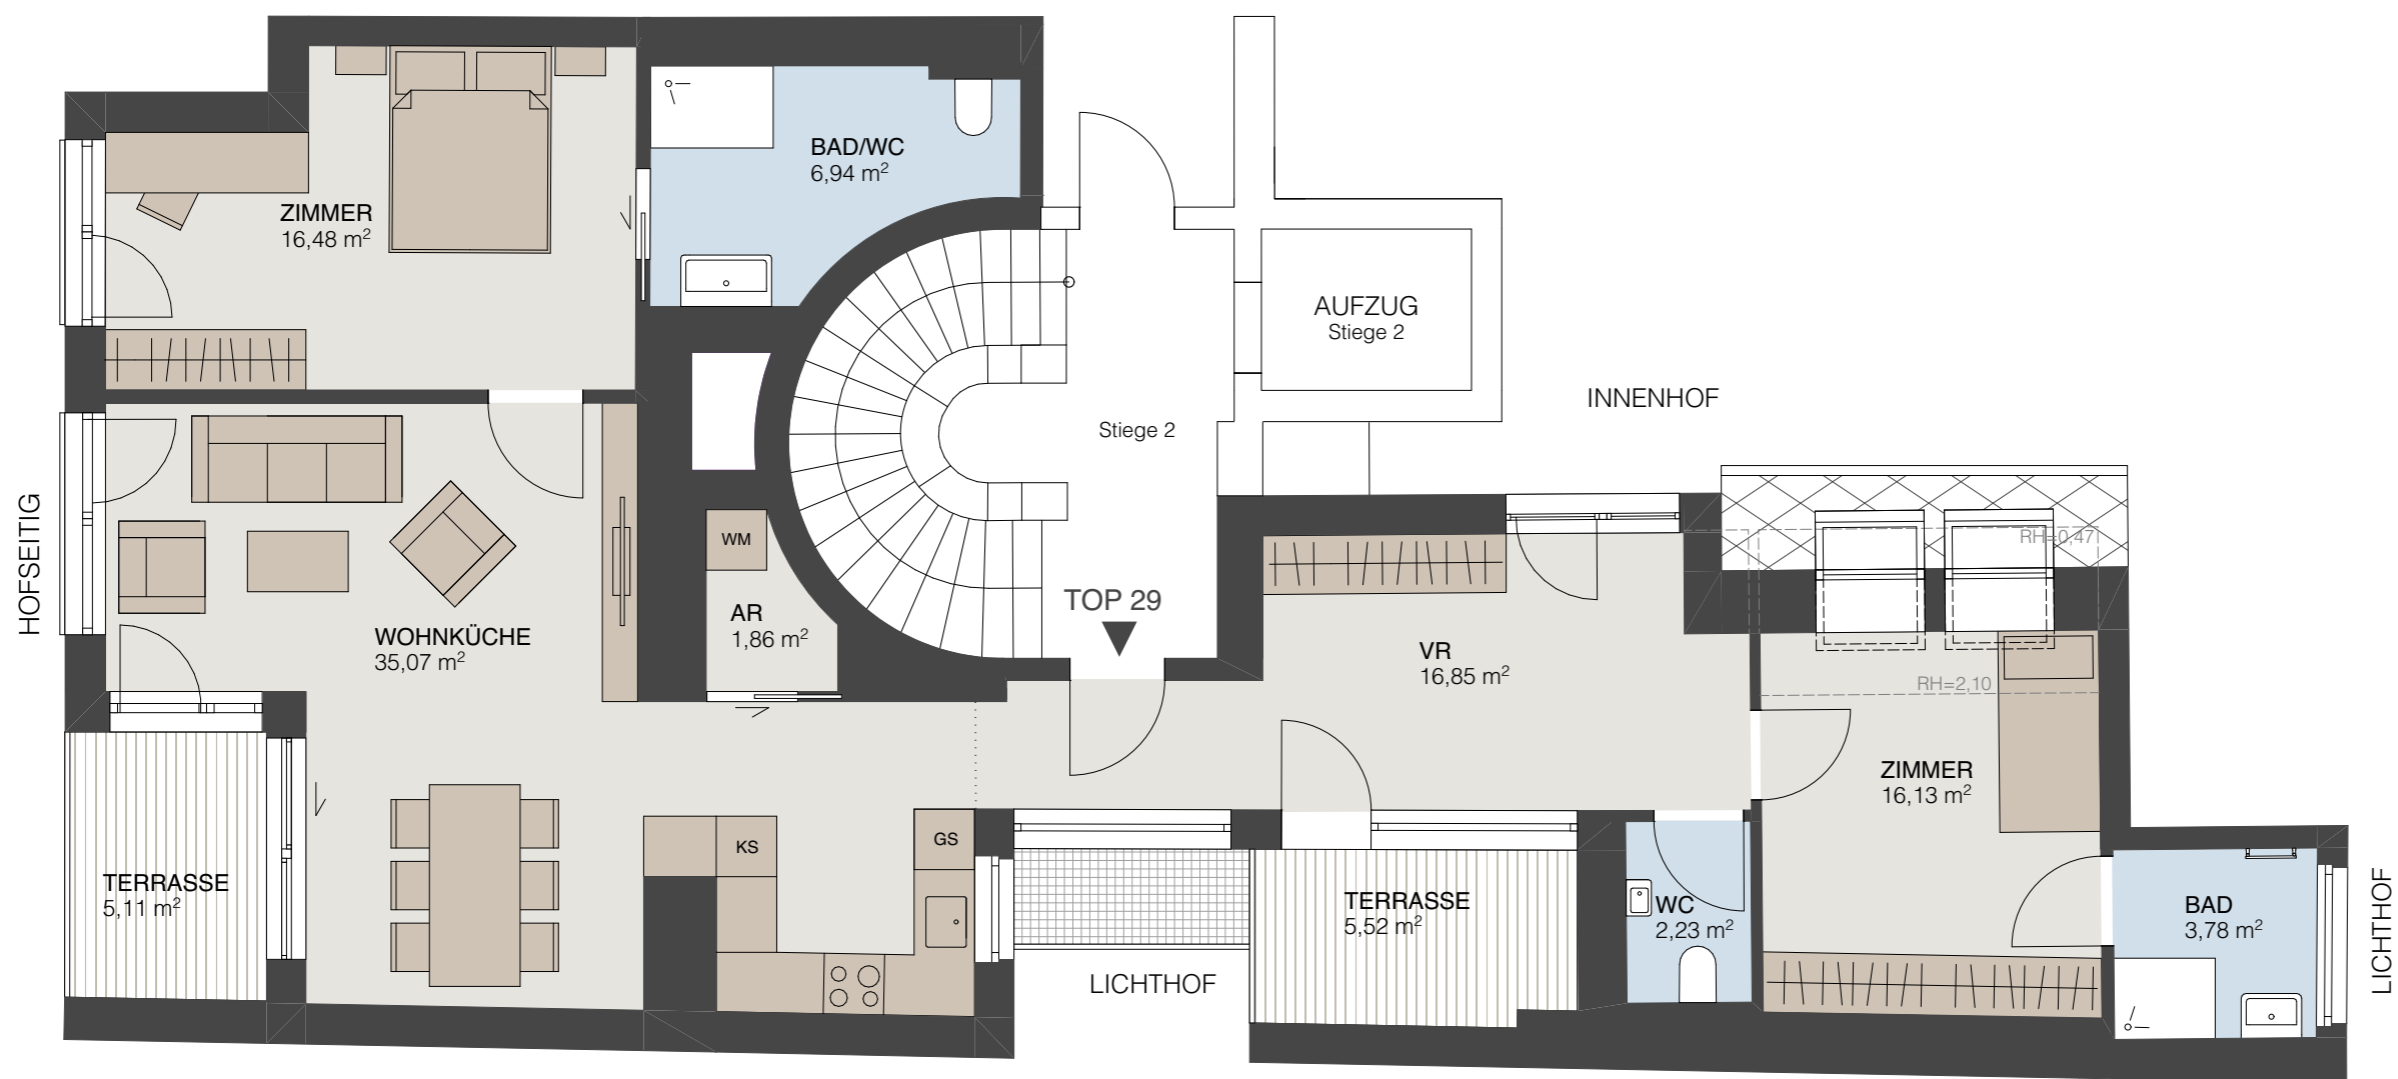 BAD/WC
6,94 m²
ZIMMER
16,48 m²
AUFZUG
Stiege 2
INNENHOF
Stiege 2
HOFSEITIG
WM
RH=0,47
TOP 29
AR
1,86 m²
WOHNKÜCHE
35,07 m²
VR
16,85 m²
RH=2,10
ZIMMER
16,13 m²
KS
GS
TERRASSE
5,11 m²
TERRASSE
5,52 m²
WC
2,23 m²
BAD
3,78 m²
LICHTHOF
LICHTHOF